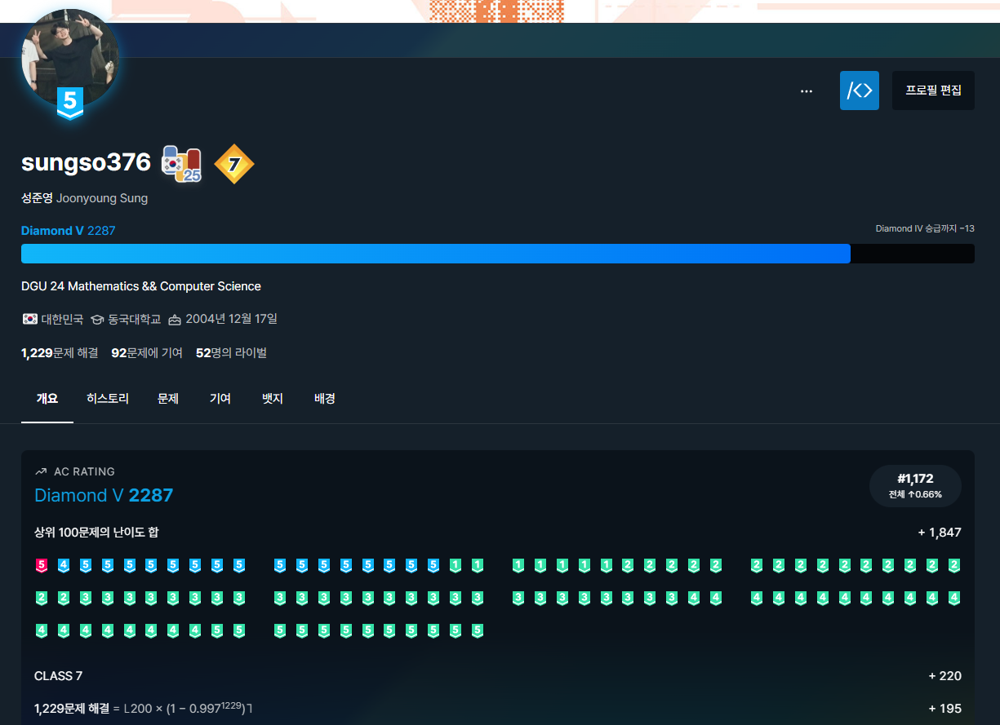 5
프로필 편집
sungso376 25 7
성준영 Joonyoung Sung
Diamond V 2287
Diamond IV 승급까지 −13
DGU 24 Mathematics && Computer Science
대한민국 동국대학교 2004년 12월 17일
1,229문제 해결 92문제에 기여 52명의 라이벌
개요 히스토리 문제 기여 뱃지 배경
AC RATING
Diamond V 2287
#1,172
전체 ↑0.66%
상위 100문제의 난이도 합 + 1,847
5 4 5 5 5 5 5 5 5 5 5 5 5 5 5 5 5 5 1 1 1 1 1 1 1 2 2 2 2 2 2 2 2 2 2 2 2 2 2 2
2 2 3 3 3 3 3 3 3 3 3 3 3 3 3 3 3 3 3 3 3 3 3 3 3 3 3 3 4 4 4 4 4 4 4 4 4 4 4 4
4 4 4 4 4 4 4 4 5 5 5 5 5 5 5 5 5 5 5 5
CLASS 7 + 220
1,229문제 해결 = ⌊200 × (1 − 0.997¹²²⁹)⌉ + 195